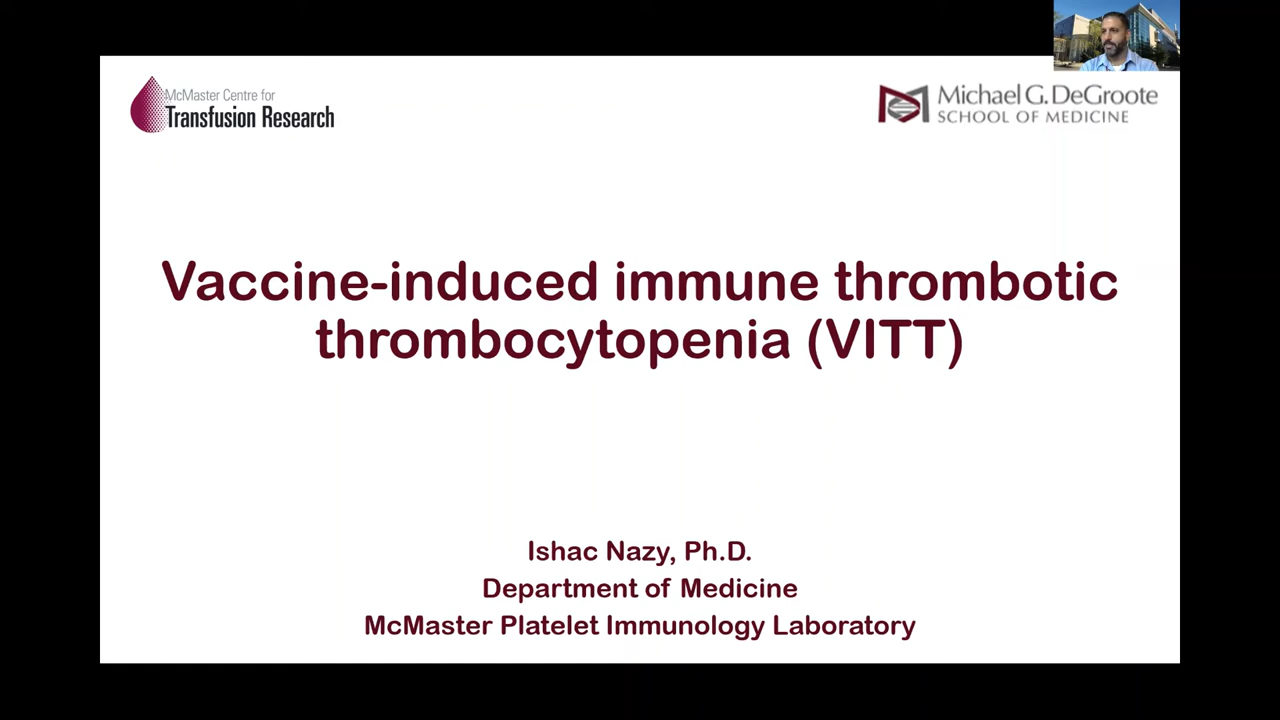 McMaster Centre for
Transfusion Research
Michael G. DeGroote
SCHOOL OF MEDICINE
Vaccine-induced immune thrombotic
thrombocytopenia (VITT)
Ishac Nazy, Ph.D.
Department of Medicine
McMaster Platelet Immunology Laboratory